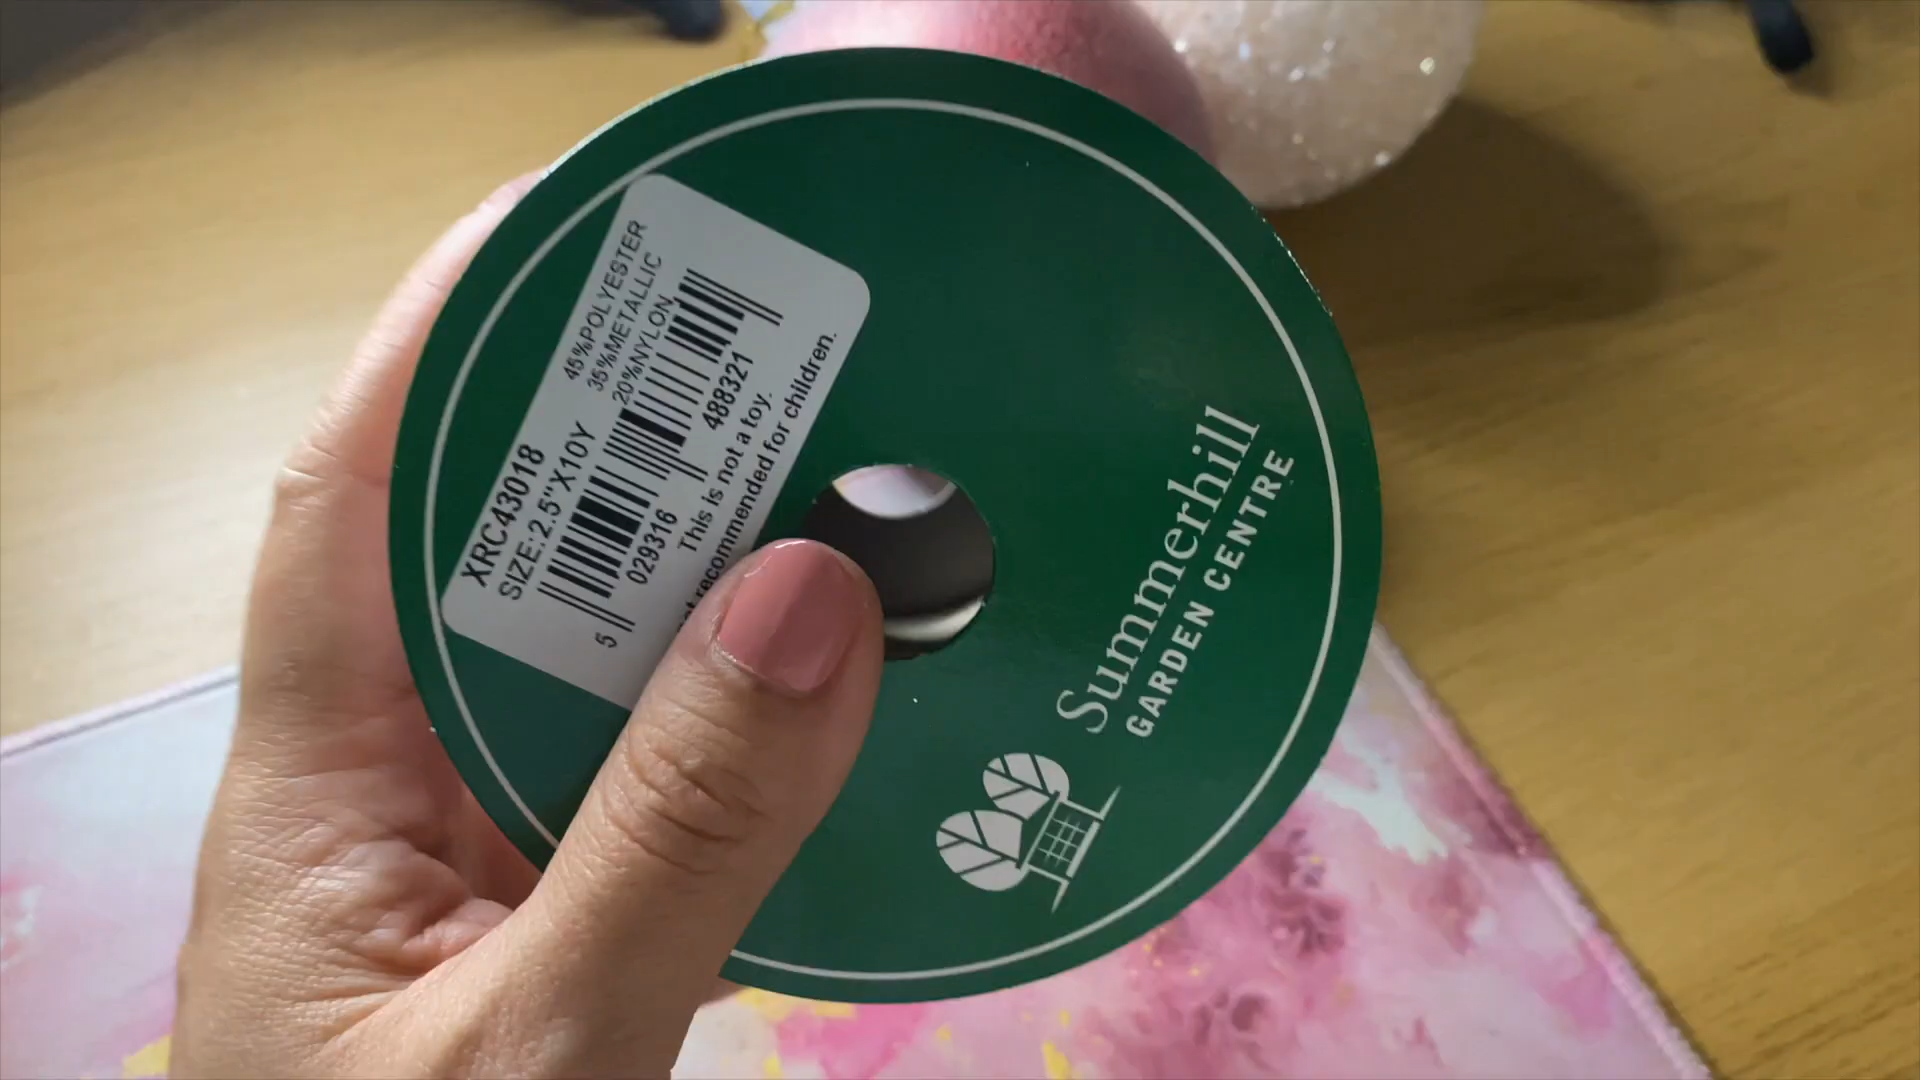 XRC43018
SIZE:2.5"X10Y
45%POLYESTER
35%METALLIC
20%NYLON
5 029316 488321
This is not a toy.
recommended for children.
Summerhill
GARDEN CENTRE